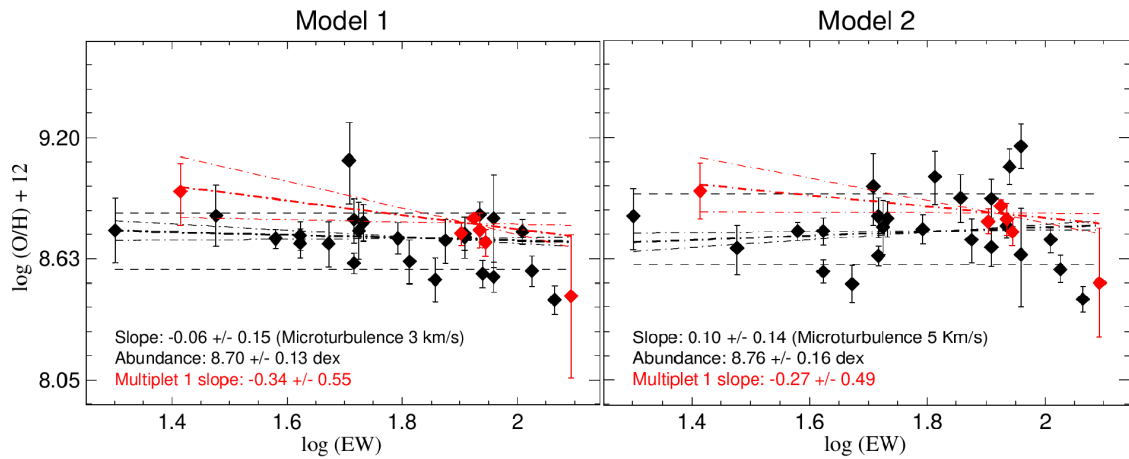 Model 1
Model 2
log (O/H) + 12
9.20
8.63
8.05
Slope: -0.06 +/- 0.15 (Microturbulence 3 km/s)
Abundance: 8.70 +/- 0.13 dex
Multiplet 1 slope: -0.34 +/- 0.55
Slope: 0.10 +/- 0.14 (Microturbulence 5 Km/s)
Abundance: 8.76 +/- 0.16 dex
Multiplet 1 slope: -0.27 +/- 0.49
1.4 1.6 1.8 2
1.4 1.6 1.8 2
log (EW)
log (EW)